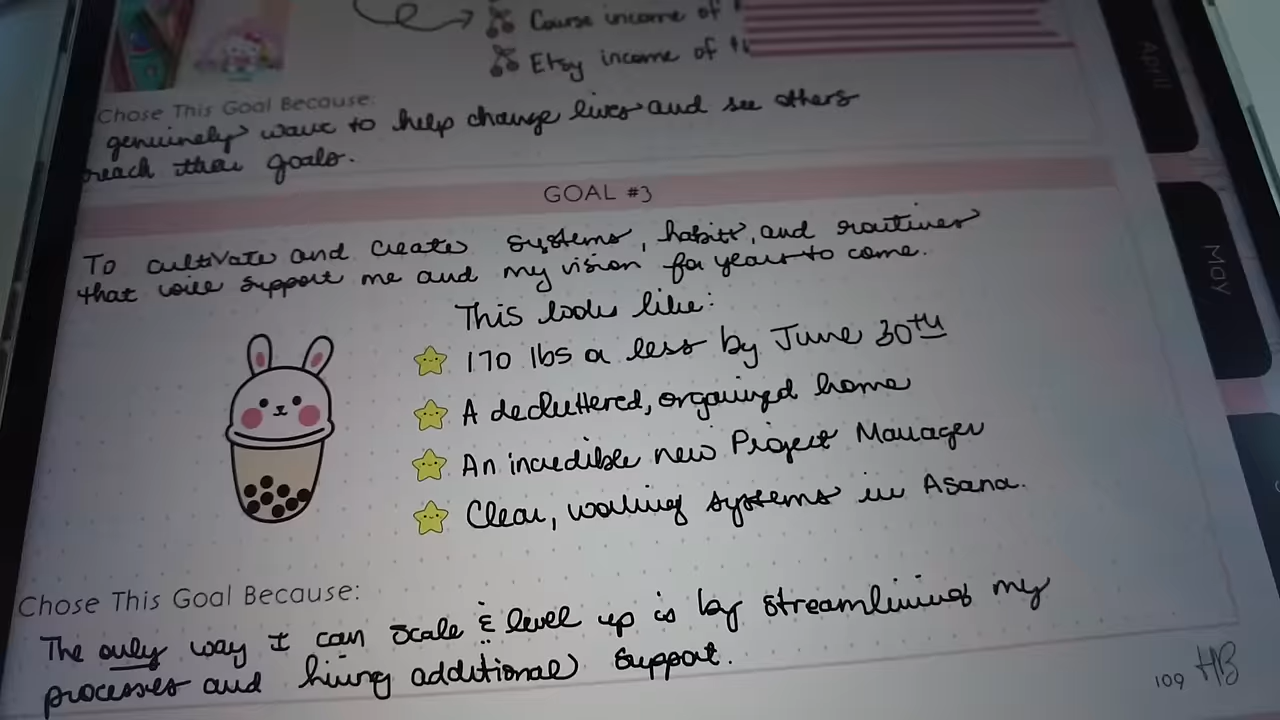 Course income of
Etsy income of
Chose This Goal Because:
genuinely want to help change lives and see others
reach their goals.
GOAL #3
To cultivate and create systems, habits, and routines
that will support me and my vision for years to come.
This looks like:
170 lbs or less by June 30th
A decluttered, organized home
An incredible new Project Manager
Clear, working systems in Asana.
Chose This Goal Because:
The only way I can scale & level up is by streamlining my
processes and hiring additional support.
109 HB
April
May